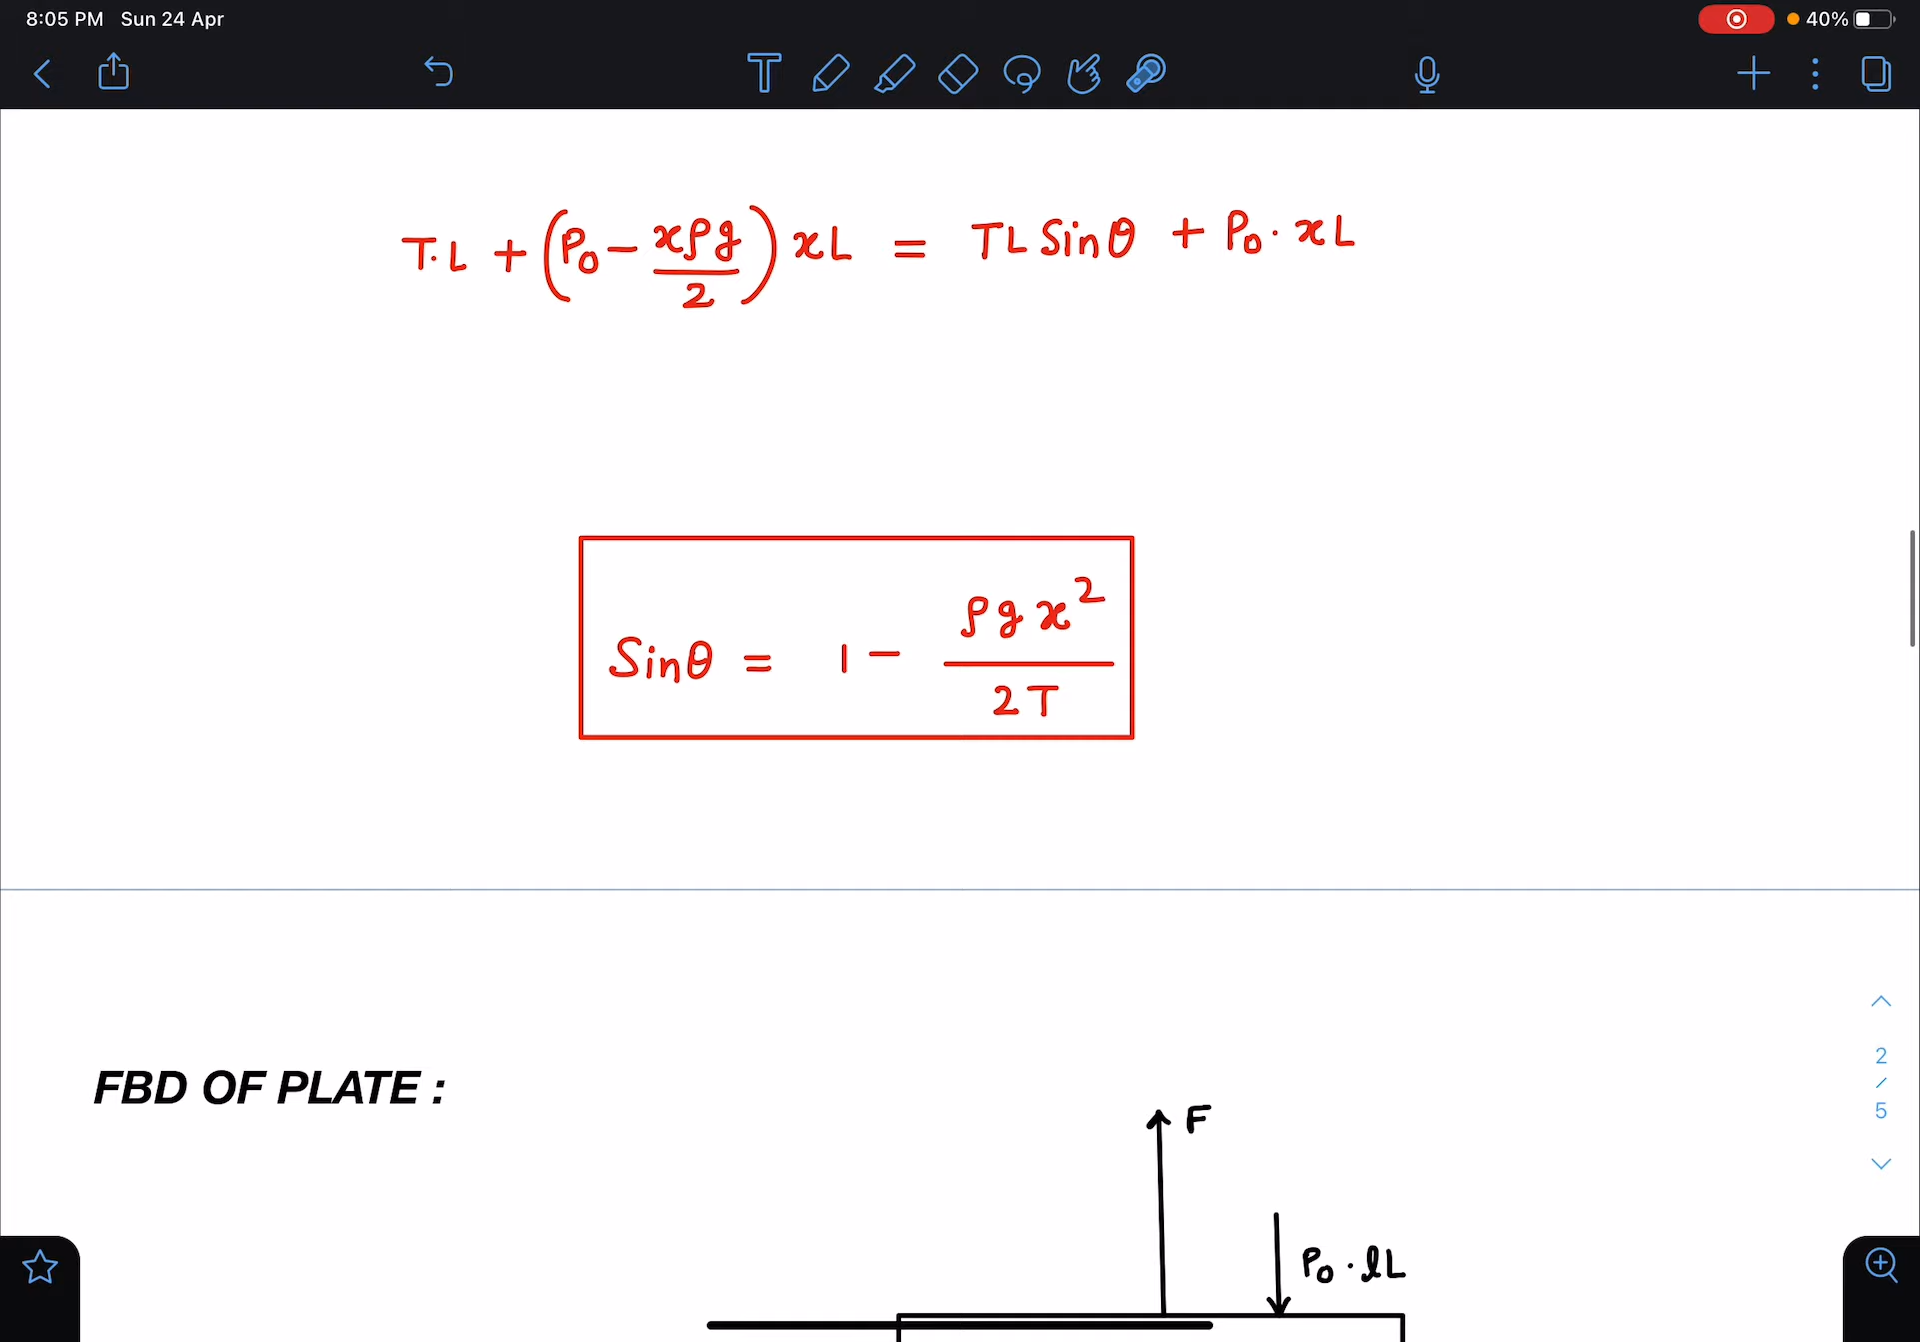 8:05 PM Sun 24 Apr 40%
T·L + (P₀ - xρg/2) xL = TL Sinθ + P₀· xL
Sinθ = 1 - ρgx²/2T
2
/
5
FBD OF PLATE :
F
P₀ · lL